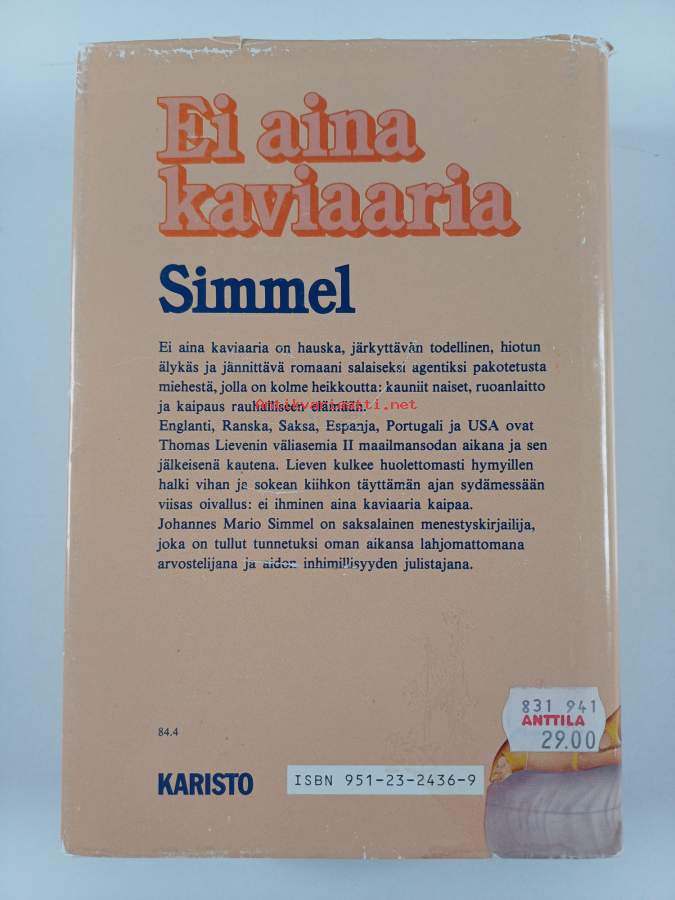 Ei aina
kaviaaria
Simmel
Ei aina kaviaaria on hauska, järkyttävän todellinen, hiotun
älykäs ja jännittävä romaani salaiseksi agentiksi pakotetusta
miehestä, jolla on kolme heikkoutta: kauniit naiset, ruoanlaitto
ja kaipaus rauhalliseen elämään.
Antikvariaatti.net
Englanti, Ranska, Saksa, Espanja, Portugali ja USA ovat
Thomas Lievenin väliasemia II maailmansodan aikana ja sen
jälkeisenä kautena. Lieven kulkee huolettomasti hymyillen
halki vihan ja sokean kiihkon täyttämän ajan sydämessään
viisas oivallus: ei ihminen aina kaviaaria kaipaa.
Johannes Mario Simmel on saksalainen menestyskirjailija,
joka on tullut tunnetuksi oman aikansa lahjomattomana
arvostelijana ja aidon inhimillisyyden julistajana.
831 941
ANTTILA
29.00
84.4
KARISTO
ISBN 951-23-2436-9